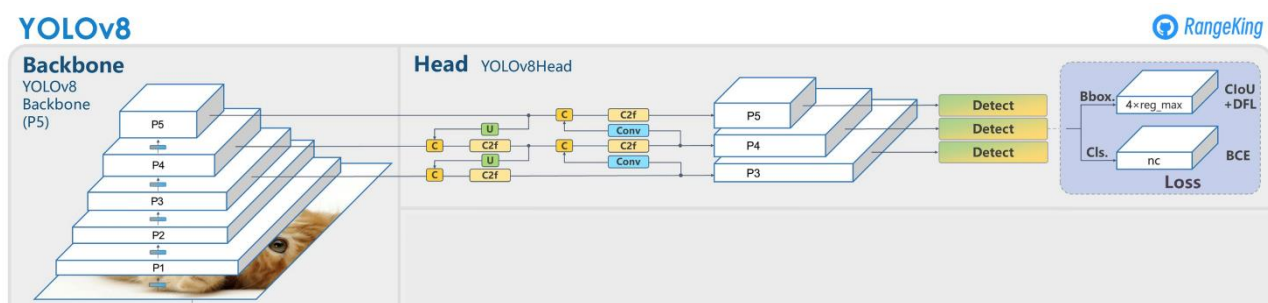 YOLOv8
RangeKing
Backbone
YOLOv8
Backbone
(P5)
P5
P4
P3
P2
P1
Head YOLOv8Head
C C2f
U Conv
C C2f C C2f
U Conv
C C2f
P5
P4
P3
Detect
Detect
Detect
Bbox.
4×reg_max
CIoU
+DFL
Cls.
nc
BCE
Loss